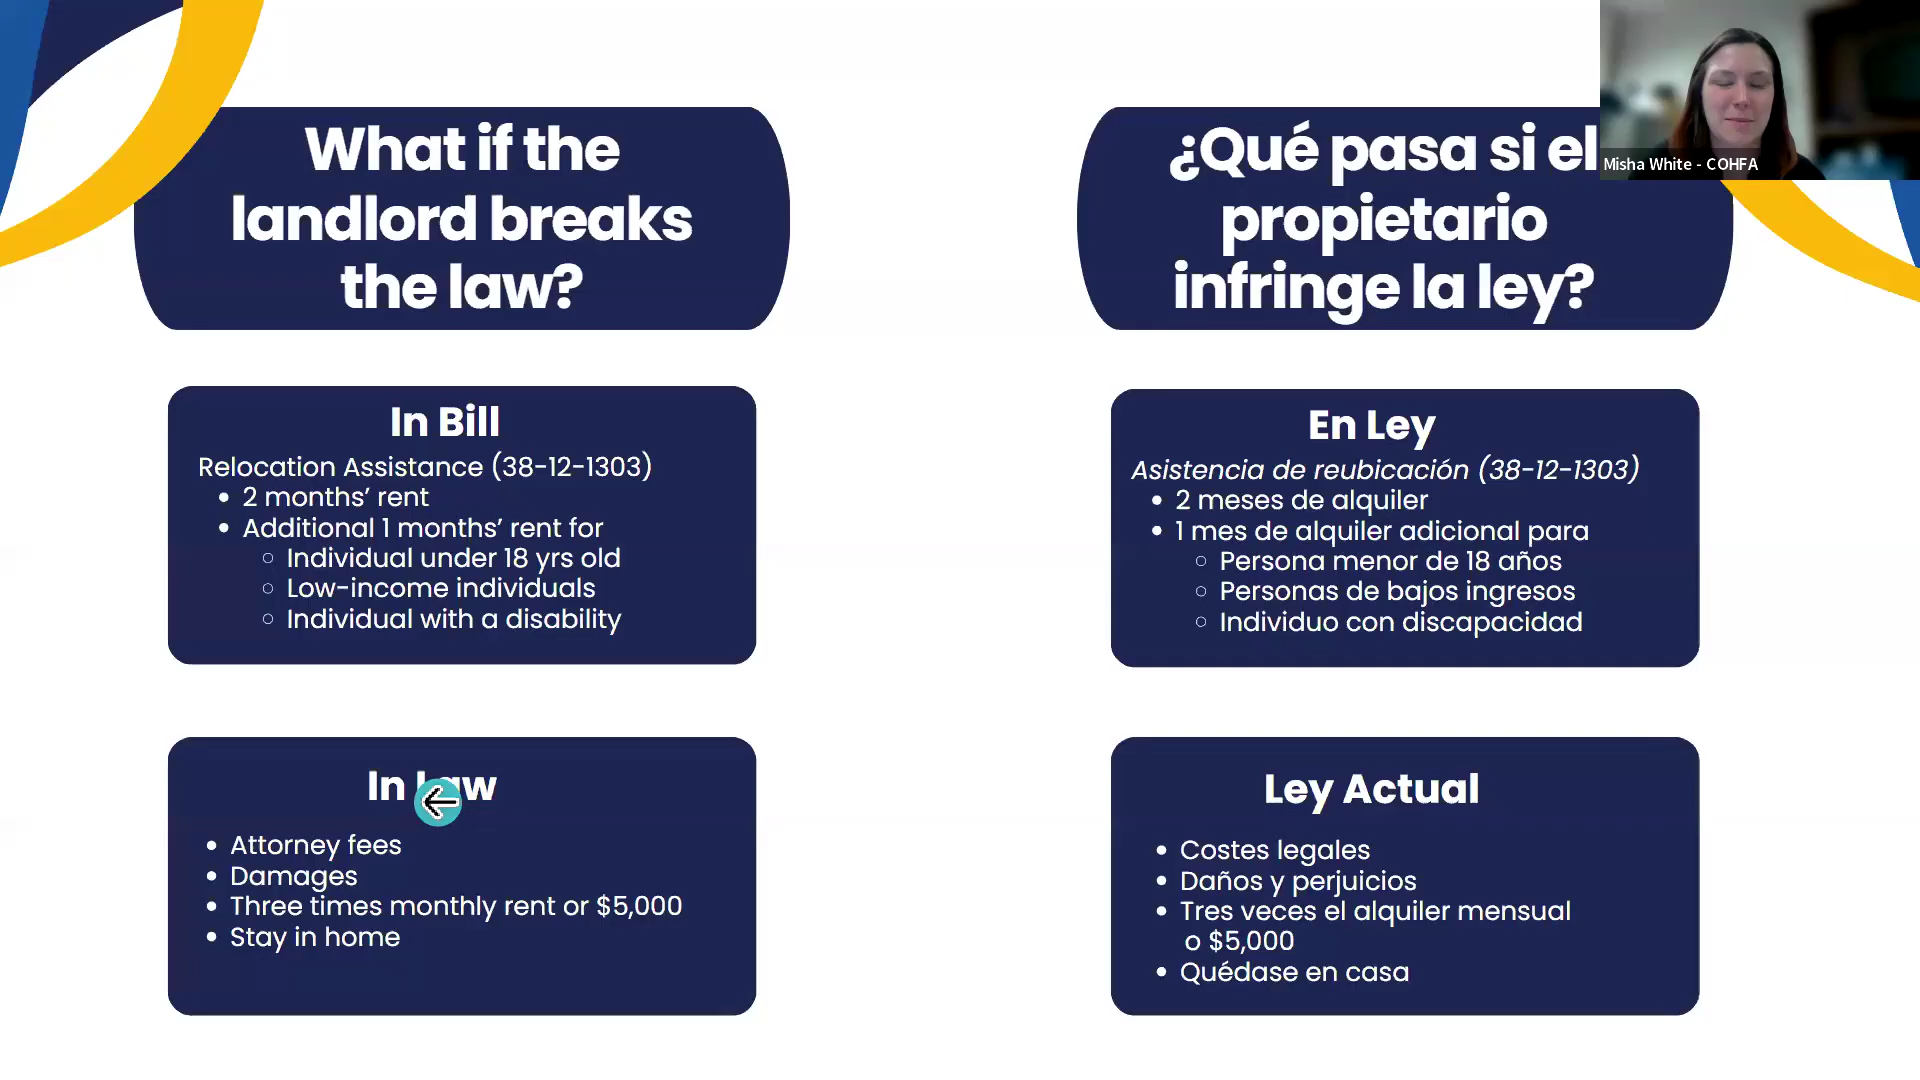 What if the
landlord breaks
the law?
In Bill
Relocation Assistance (38-12-1303)
• 2 months’ rent
• Additional 1 months’ rent for
○ Individual under 18 yrs old
○ Low-income individuals
○ Individual with a disability
In Law
• Attorney fees
• Damages
• Three times monthly rent or $5,000
• Stay in home
¿Qué pasa si el
propietario
infringe la ley?
En Ley
Asistencia de reubicación (38-12-1303)
• 2 meses de alquiler
• 1 mes de alquiler adicional para
○ Persona menor de 18 años
○ Personas de bajos ingresos
○ Individuo con discapacidad
Ley Actual
• Costes legales
• Daños y perjuicios
• Tres veces el alquiler mensual
o $5,000
• Quédase en casa
Misha White - COHFA